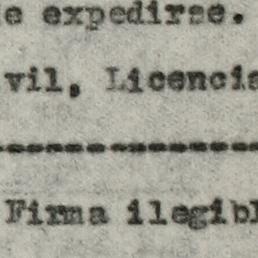 e expedirse.
vil, Licencia
Firma ilegibl